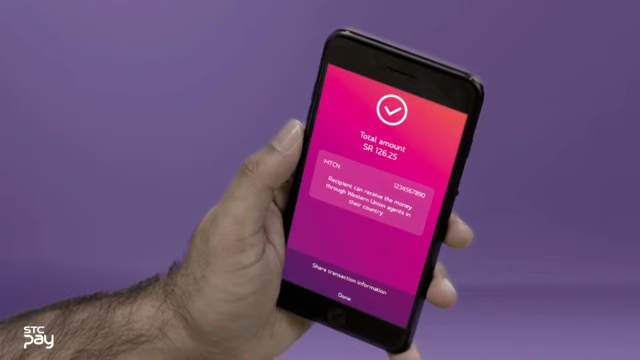 Total amount
SR 126.25
MTCN 1234567890
Recipient can receive the money
through Western Union agents in
their country
Share transaction information
Done
STC
pay